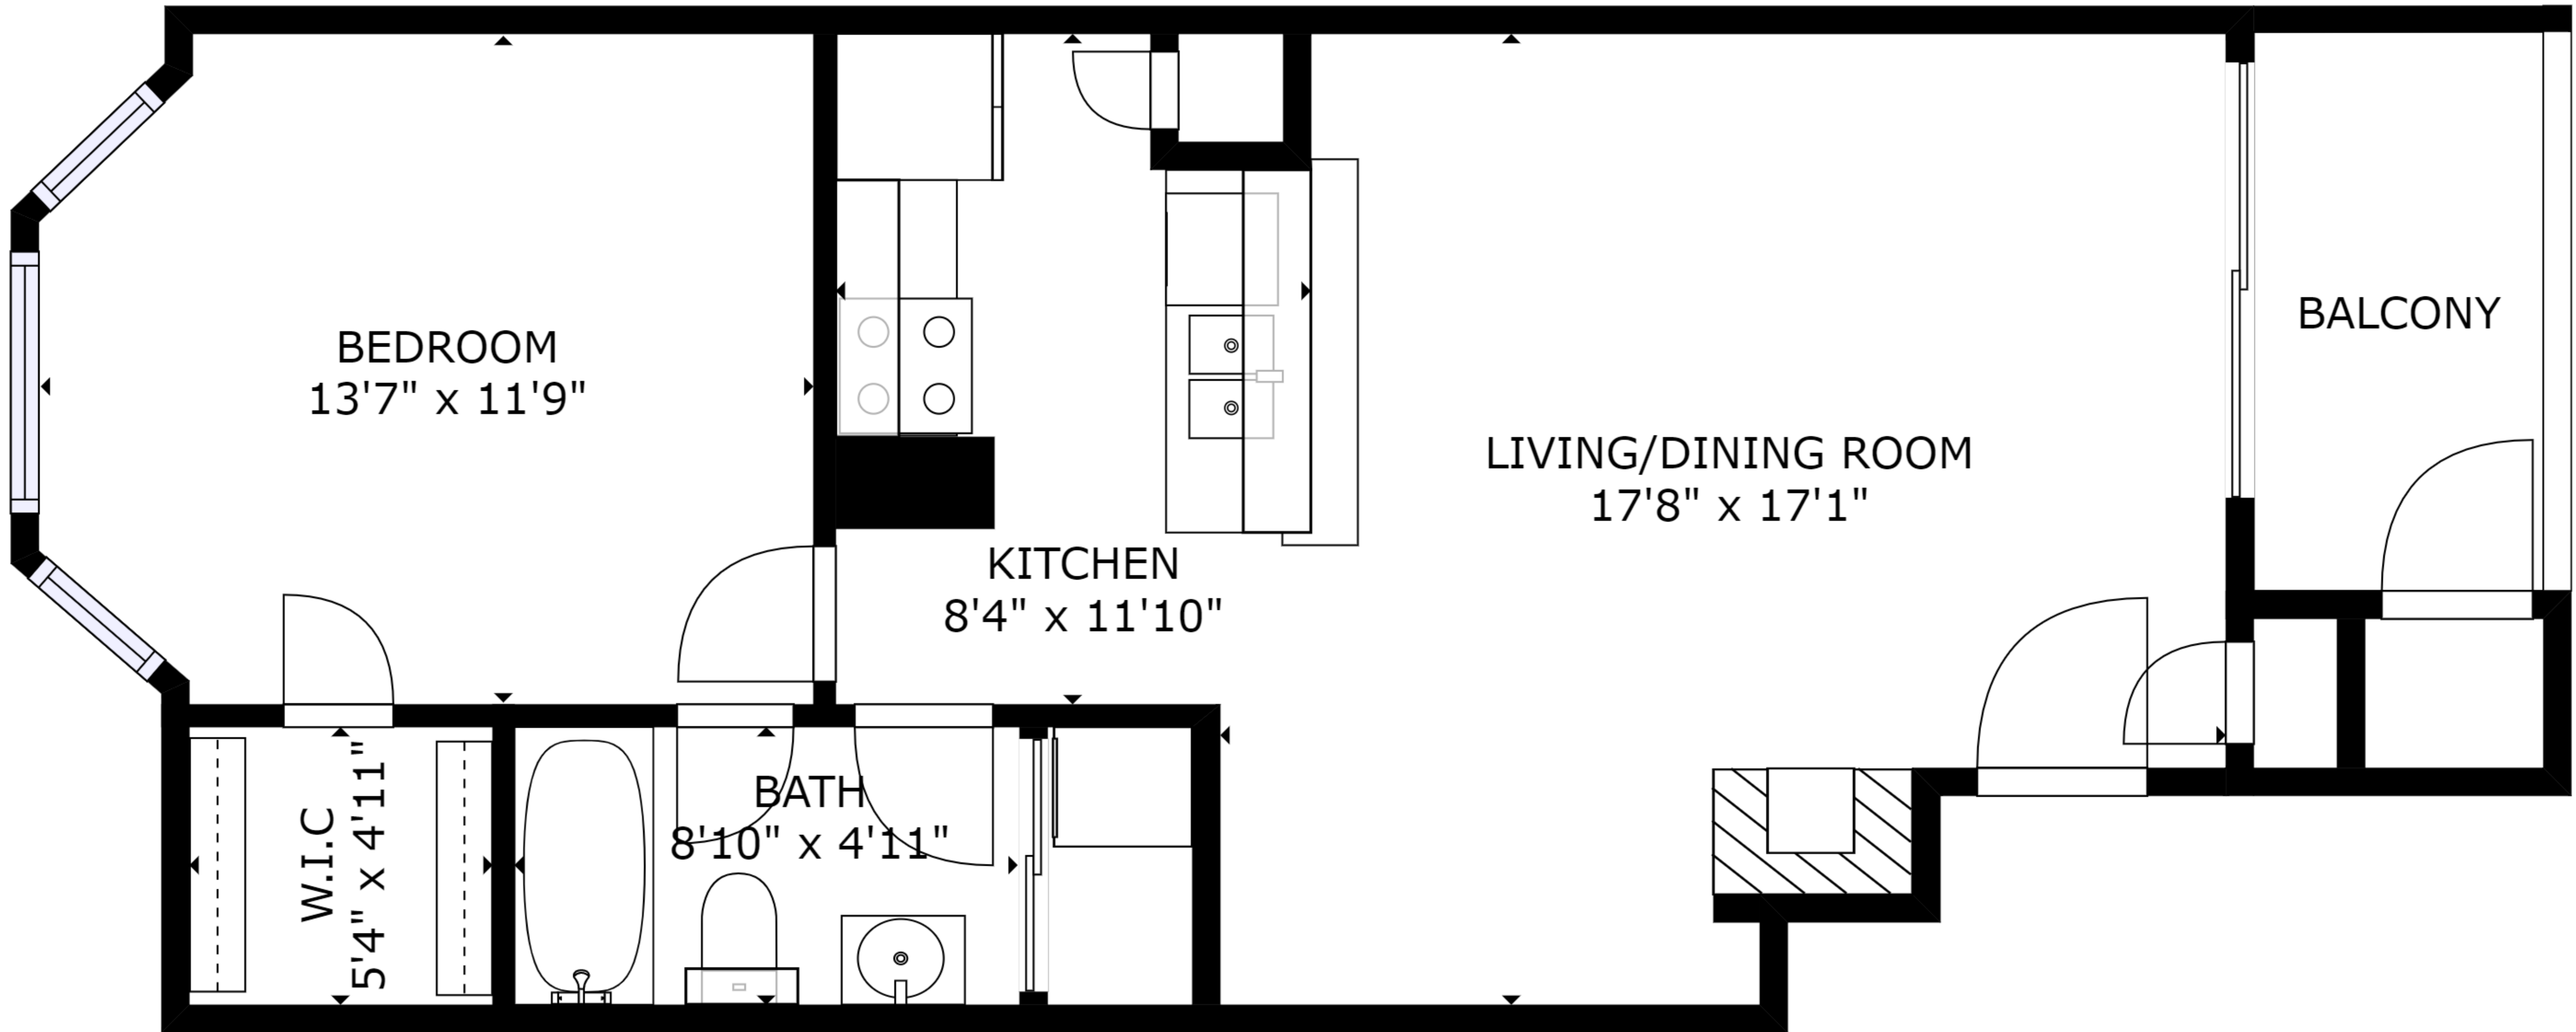 BEDROOM
13'7" x 11'9"
KITCHEN
8'4" x 11'10"
LIVING/DINING ROOM
17'8" x 17'1"
BALCONY
W.I.C
5'4" x 4'11"
BATH
8'10" x 4'11"